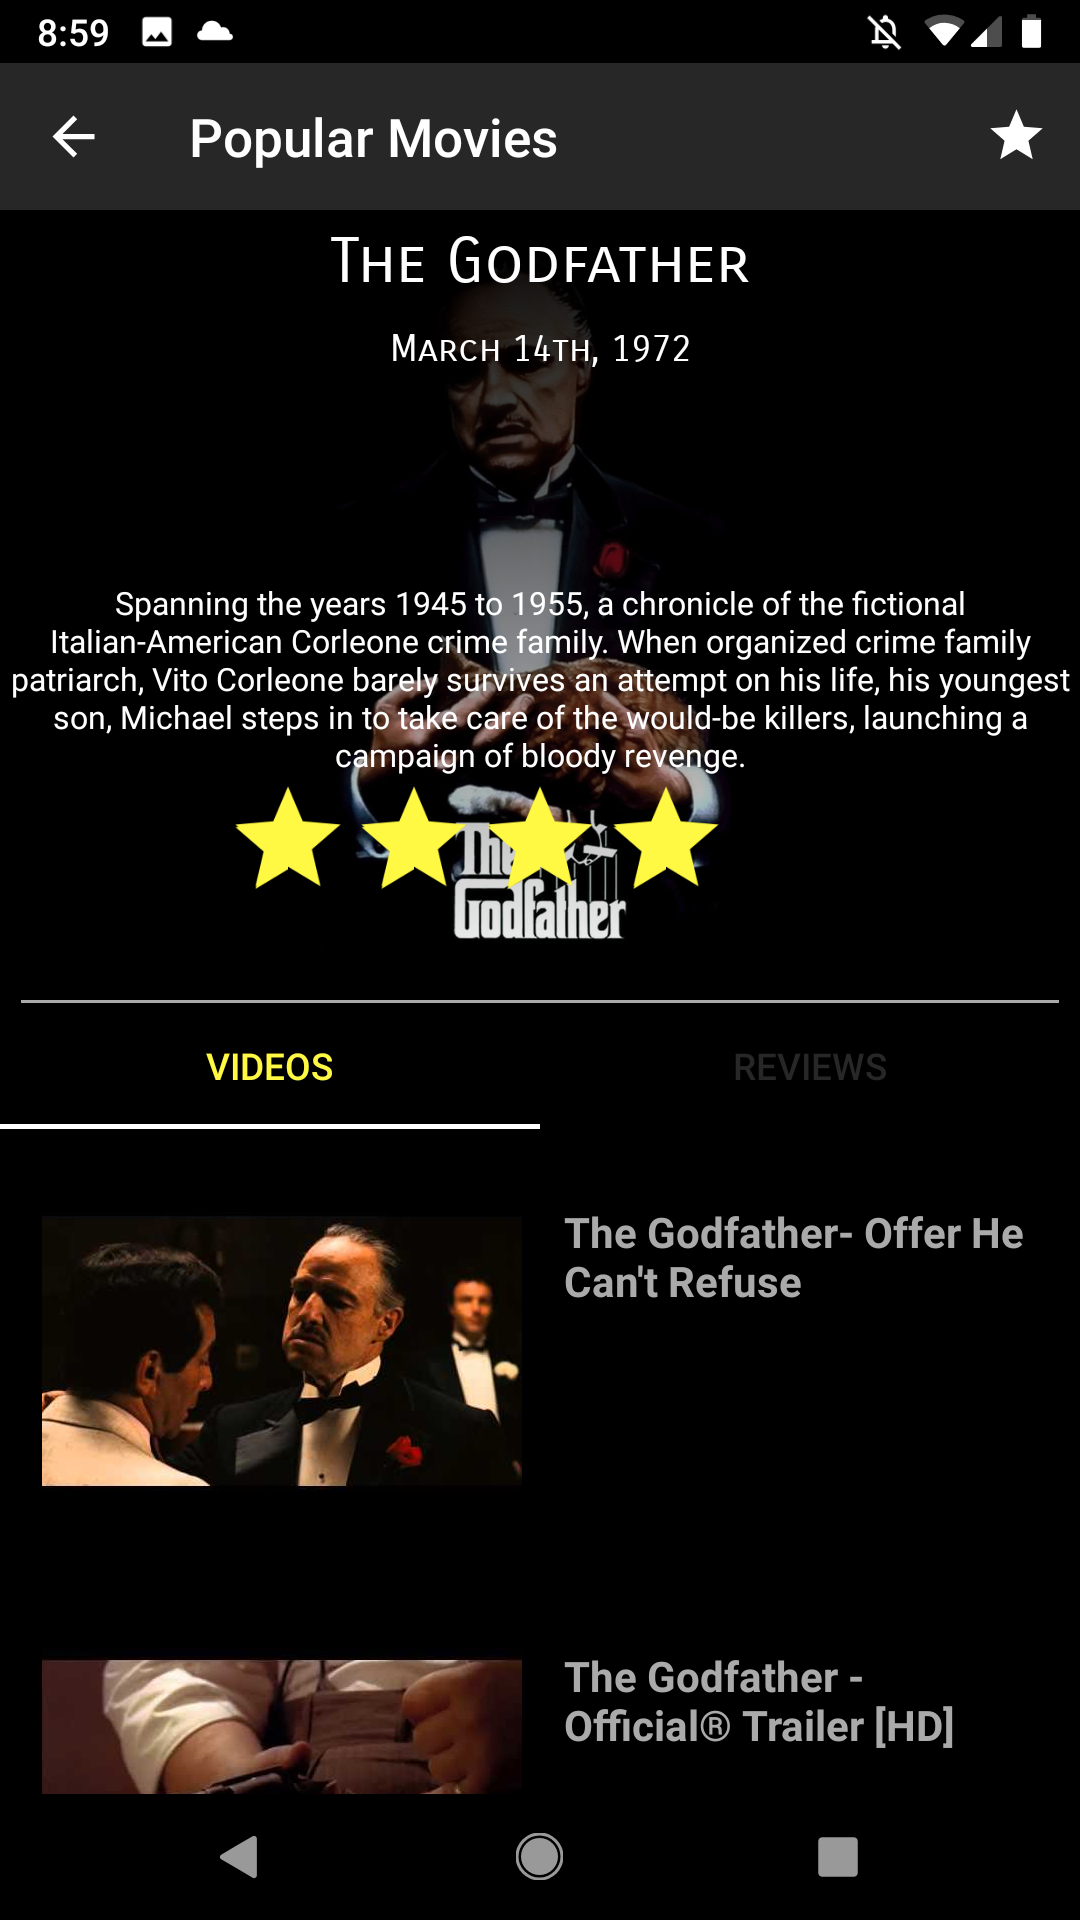 8:59
Popular Movies
The Godfather
March 14th, 1972
Spanning the years 1945 to 1955, a chronicle of the fictional
Italian-American Corleone crime family. When organized crime family
patriarch, Vito Corleone barely survives an attempt on his life, his youngest
son, Michael steps in to take care of the would-be killers, launching a
campaign of bloody revenge.
The
Godfather
VIDEOS
REVIEWS
The Godfather- Offer He
Can't Refuse
The Godfather -
Official® Trailer [HD]